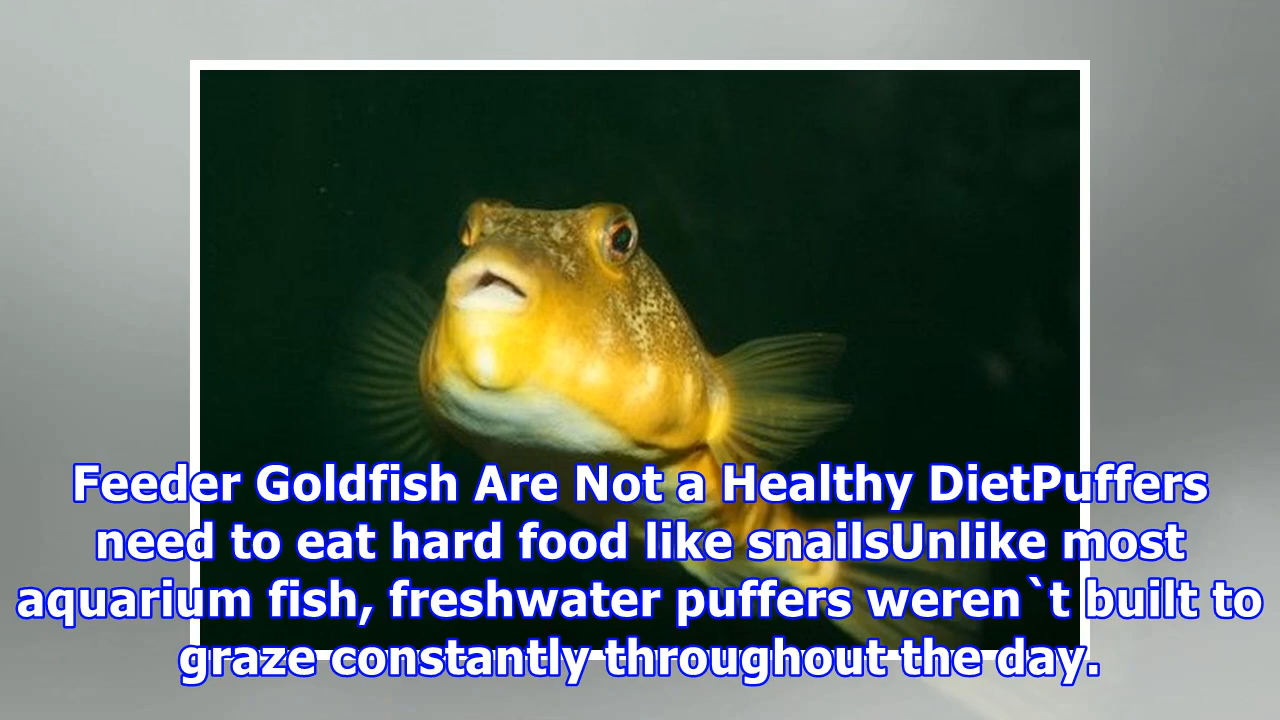 Feeder Goldfish Are Not a Healthy DietPuffers
need to eat hard food like snailsUnlike most
aquarium fish, freshwater puffers weren`t built to
graze constantly throughout the day.